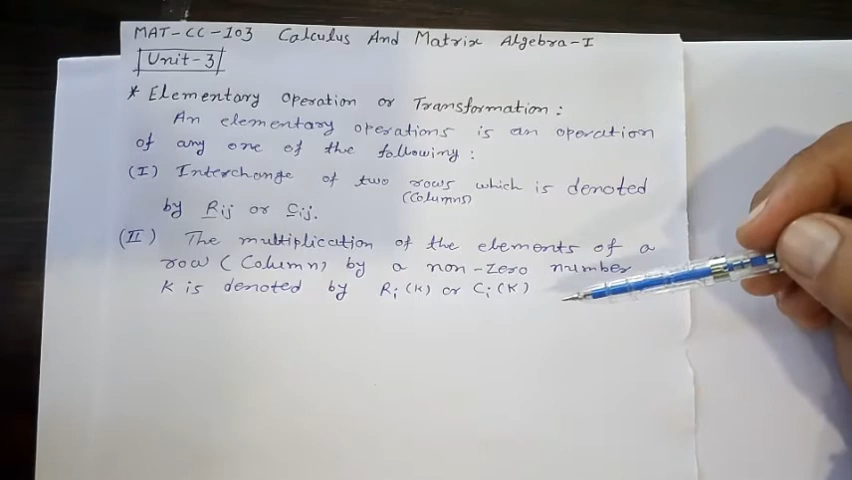 MAT-CC-103 Calculus And Matrix Algebra-I
Unit-3
* Elementary Operation or Transformation:
An elementary operations is an operation
of any one of the following:
(I) Interchange of two rows which is denoted
(Columns)
by Rij or Cij.
(II) The multiplication of the elements of a
row (Column) by a non-zero number
K is denoted by Ri(K) or Ci(K)